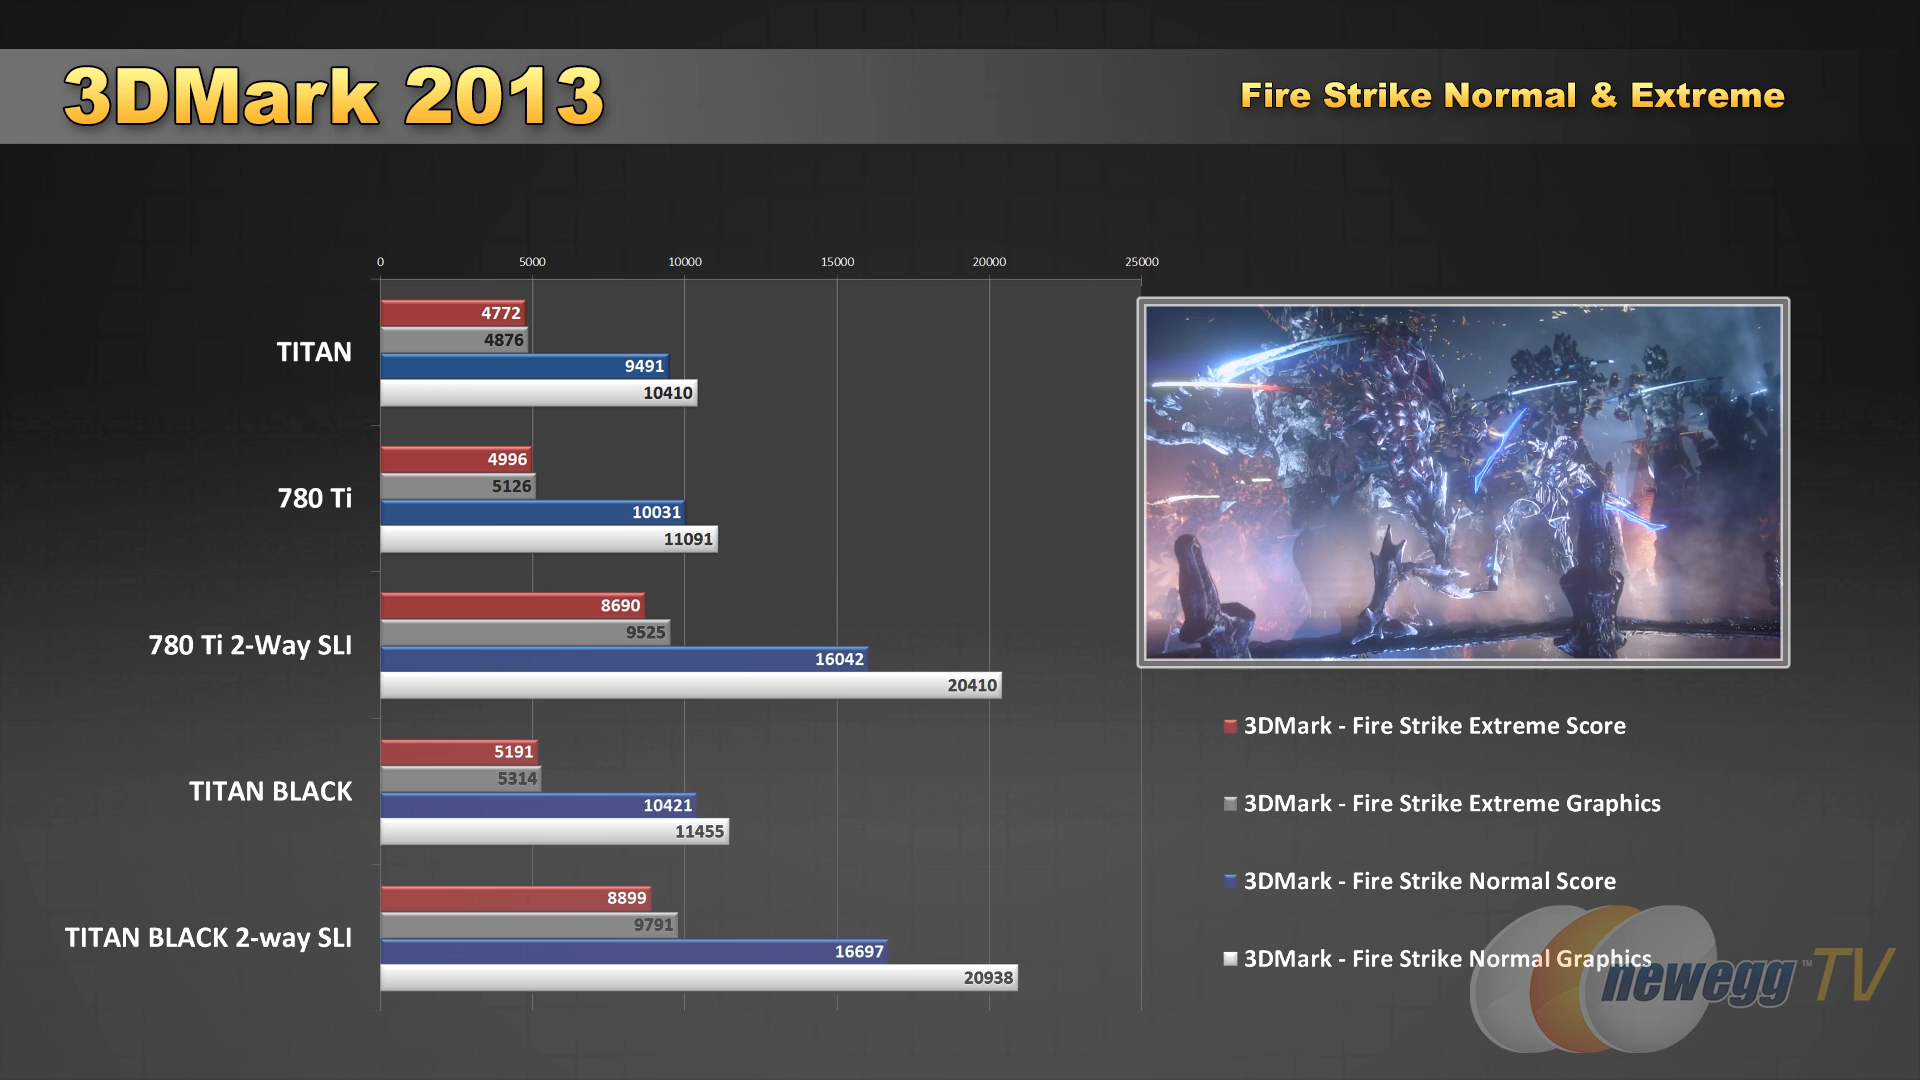 3DMark 2013
Fire Strike Normal & Extreme
0 5000 10000 15000 20000 25000
TITAN
4772
4876
9491
10410
780 Ti
4996
5126
10031
11091
780 Ti 2-Way SLI
8690
9525
16042
20410
TITAN BLACK
5191
5314
10421
11455
TITAN BLACK 2-way SLI
8899
9791
16697
20938
3DMark - Fire Strike Extreme Score
3DMark - Fire Strike Extreme Graphics
3DMark - Fire Strike Normal Score
3DMark - Fire Strike Normal Graphics
newegg™TV